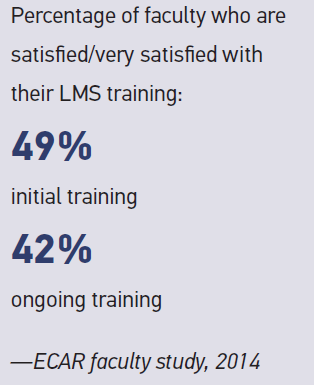 Percentage of faculty who are
satisfied/very satisfied with
their LMS training:
49%
initial training
42%
ongoing training
—ECAR faculty study, 2014